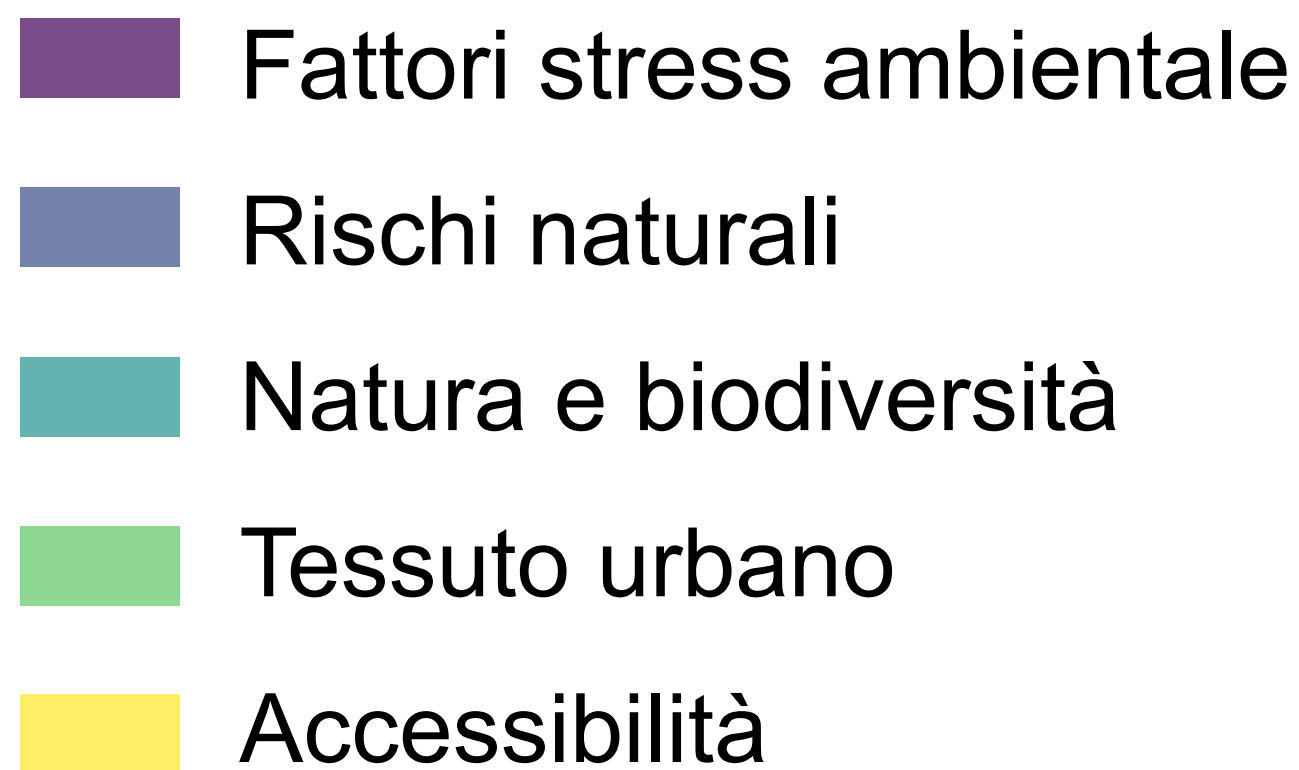 Fattori stress ambientale
Rischi naturali
Natura e biodiversità
Tessuto urbano
Accessibilità